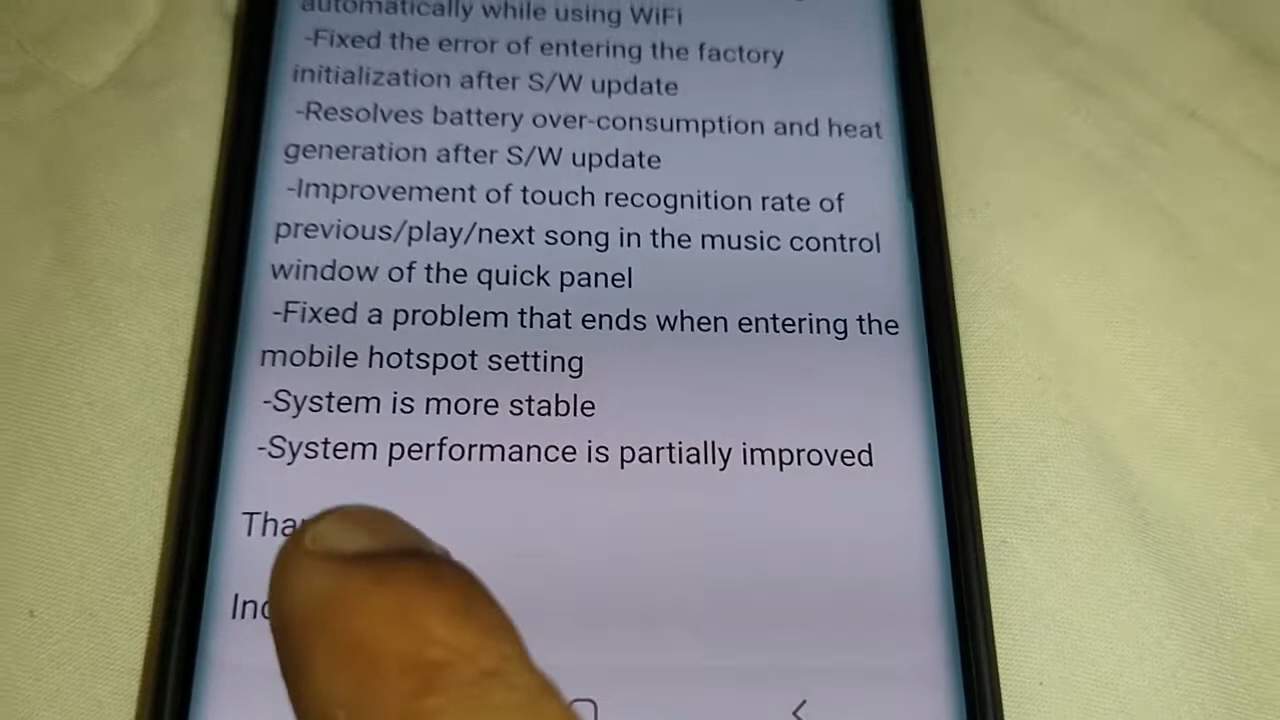 automatically while using WiFi
-Fixed the error of entering the factory
initialization after S/W update
-Resolves battery over-consumption and heat
generation after S/W update
-Improvement of touch recognition rate of
previous/play/next song in the music control
window of the quick panel
-Fixed a problem that ends when entering the
mobile hotspot setting
-System is more stable
-System performance is partially improved